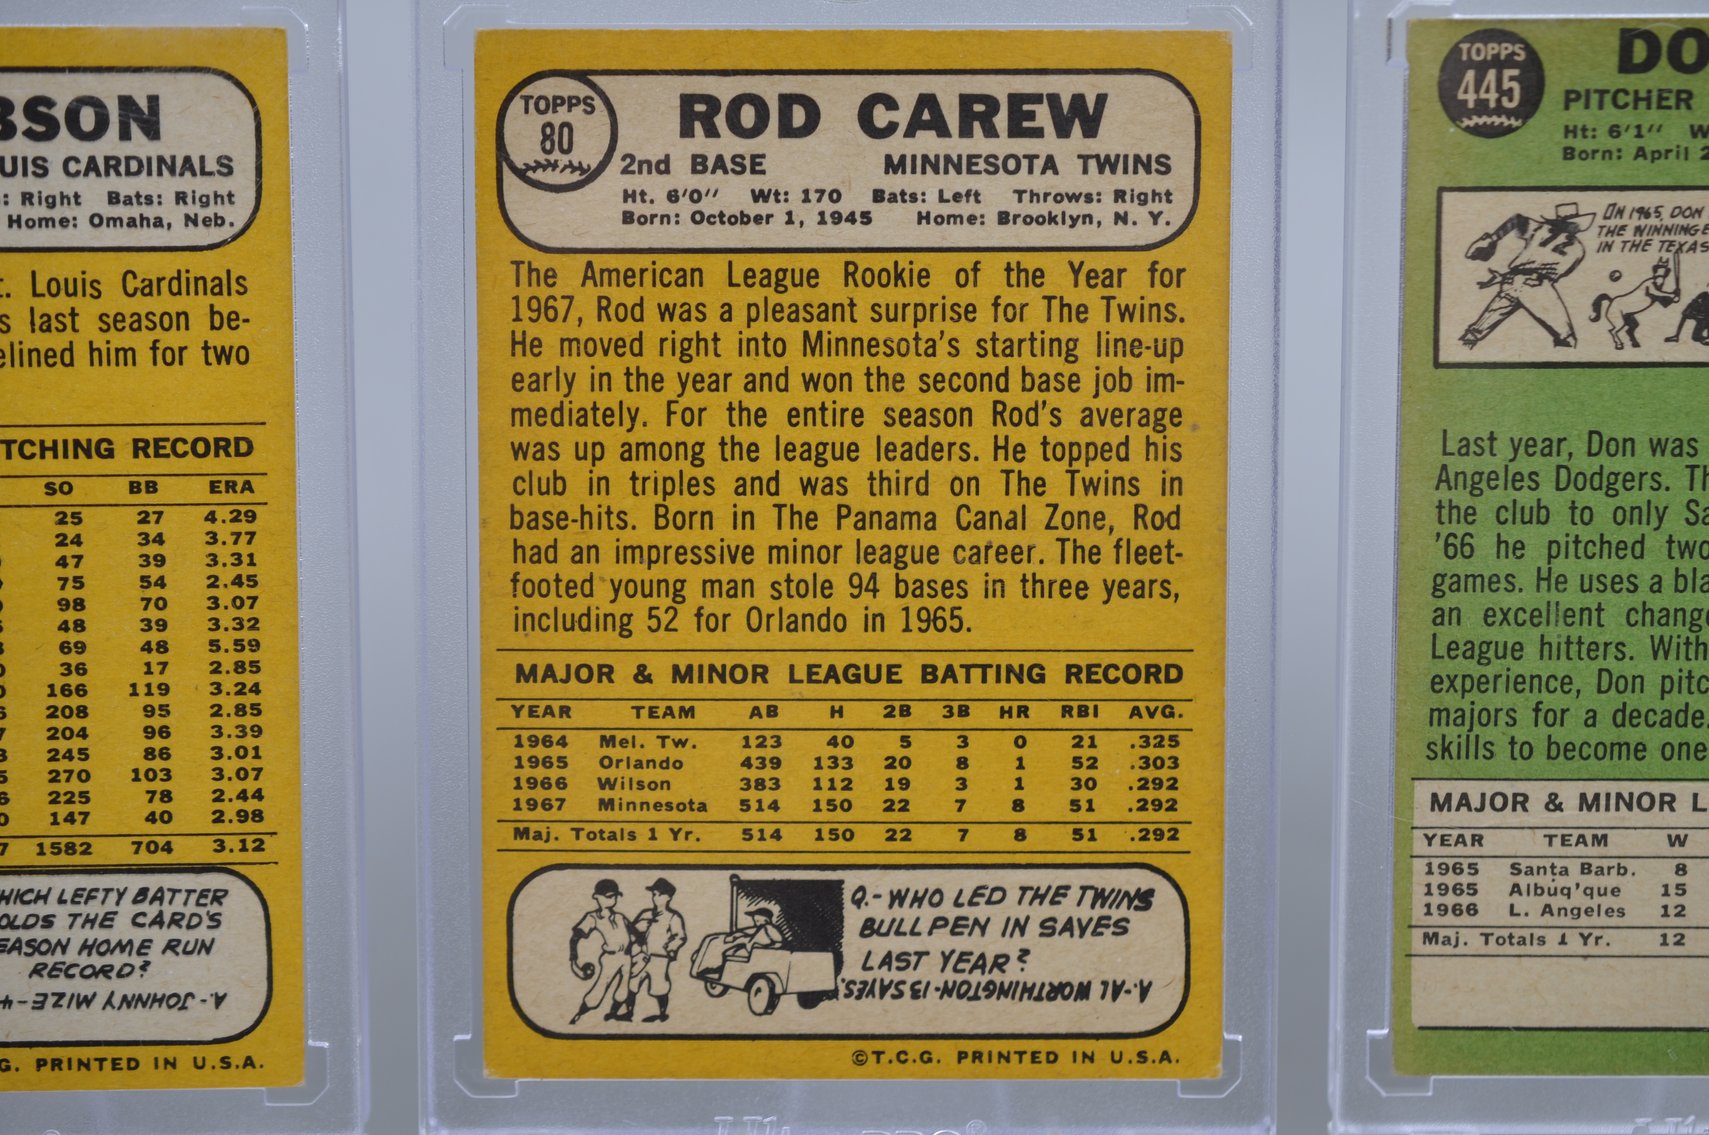 BSON
OUIS CARDINALS
: Right Bats: Right
Home: Omaha, Neb.
t. Louis Cardinals
s last season be-
elined him for two
TCHING RECORD
SO BB ERA
25 27 4.29
24 34 3.77
47 39 3.31
75 54 2.45
98 70 3.07
48 39 3.32
69 48 5.59
36 17 2.85
166 119 3.24
208 95 2.85
204 96 3.39
245 86 3.01
270 103 3.07
225 78 2.44
147 40 2.98
7 1582 704 3.12
HICH LEFTY BATTER
OLDS THE CARD'S
EASON HOME RUN
RECORD?
A.-JOHNNY MIZE-4
G. PRINTED IN U.S.A.
TOPPS
80
ROD CAREW
2nd BASE MINNESOTA TWINS
Ht. 6'0" Wt: 170 Bats: Left Throws: Right
Born: October 1, 1945 Home: Brooklyn, N. Y.
The American League Rookie of the Year for
1967, Rod was a pleasant surprise for The Twins.
He moved right into Minnesota's starting line-up
early in the year and won the second base job im-
mediately. For the entire season Rod's average
was up among the league leaders. He topped his
club in triples and was third on The Twins in
base-hits. Born in The Panama Canal Zone, Rod
had an impressive minor league career. The fleet-
footed young man stole 94 bases in three years,
including 52 for Orlando in 1965.
MAJOR & MINOR LEAGUE BATTING RECORD
YEAR TEAM AB H 2B 3B HR RBI AVG.
1964 Mel. Tw. 123 40 5 3 0 21 .325
1965 Orlando 439 133 20 8 1 52 .303
1966 Wilson 383 112 19 3 1 30 .292
1967 Minnesota 514 150 22 7 8 51 .292
Maj. Totals 1 Yr. 514 150 22 7 8 51 .292
Q.-WHO LED THE TWINS
BULLPEN IN SAVES
LAST YEAR?
A.-AL WORTHINGTON-13 SAVES.
©T.C.G. PRINTED IN U.S.A.
TOPPS
445
DO
PITCHER
Ht: 6'1" W
Born: April 2
IN 1965, DON
THE WINNINGE
IN THE TEXAS
Last year, Don was
Angeles Dodgers. Th
the club to only Sa
'66 he pitched two
games. He uses a bla
an excellent change
League hitters. With
experience, Don pitc
majors for a decade.
skills to become one
MAJOR & MINOR L
YEAR TEAM W
1965 Santa Barb. 8
1965 Albuq'que 15
1966 L. Angeles 12
Maj. Totals 1 Yr. 12